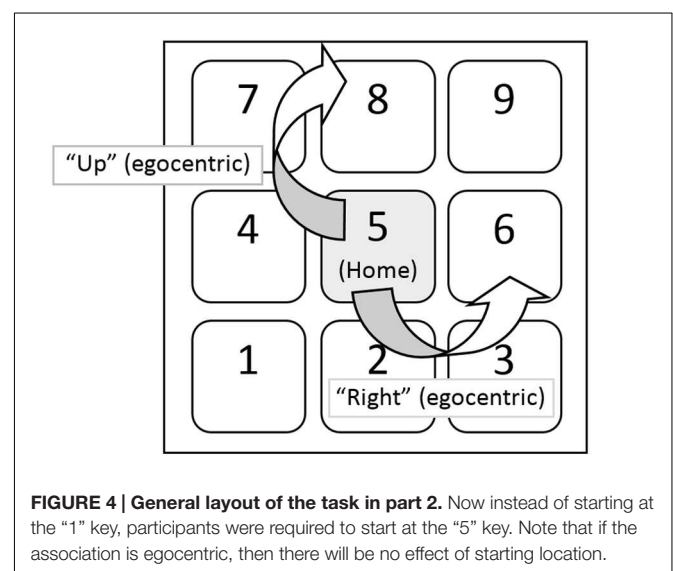 7 8 9
“Up” (egocentric)
4 5 6
(Home)
1 2 3
“Right” (egocentric)
FIGURE 4 | General layout of the task in part 2. Now instead of starting at
the “1” key, participants were required to start at the “5” key. Note that if the
association is egocentric, then there will be no effect of starting location.